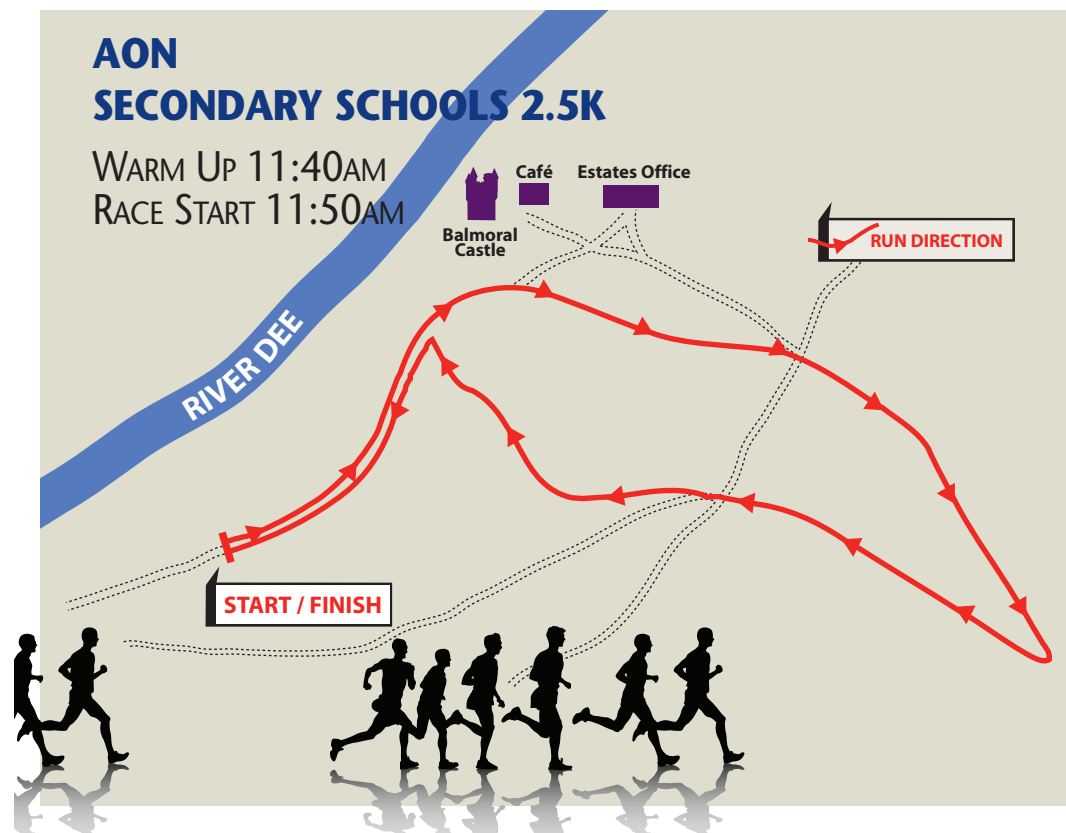 AON
SECONDARY SCHOOLS 2.5K
WARM UP 11:40AM
RACE START 11:50AM
Café
Estates Office
Balmoral
Castle
RUN DIRECTION
RIVER DEE
START / FINISH